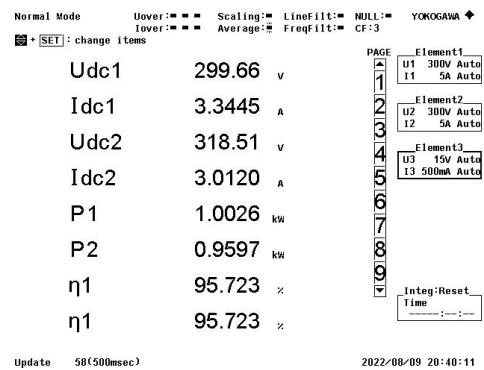 Normal Mode Uover: Scaling: LineFilt: NULL: YOKOGAWA
Iover: Average: FreqFilt: CF:3
+ SET : change items
PAGE
Udc1 299.66 V
Idc1 3.3445 A
Udc2 318.51 V
Idc2 3.0120 A
P1 1.0026 kW
P2 0.9597 kW
η1 95.723 %
η1 95.723 %
1
2
3
4
5
6
7
8
9
Element1
U1 300V Auto
I1 5A Auto
Element2
U2 300V Auto
I2 5A Auto
Element3
U3 15V Auto
I3 500mA Auto
Integ:Reset
Time
-----:--:--
Update 58(500msec) 2022/08/09 20:40:11